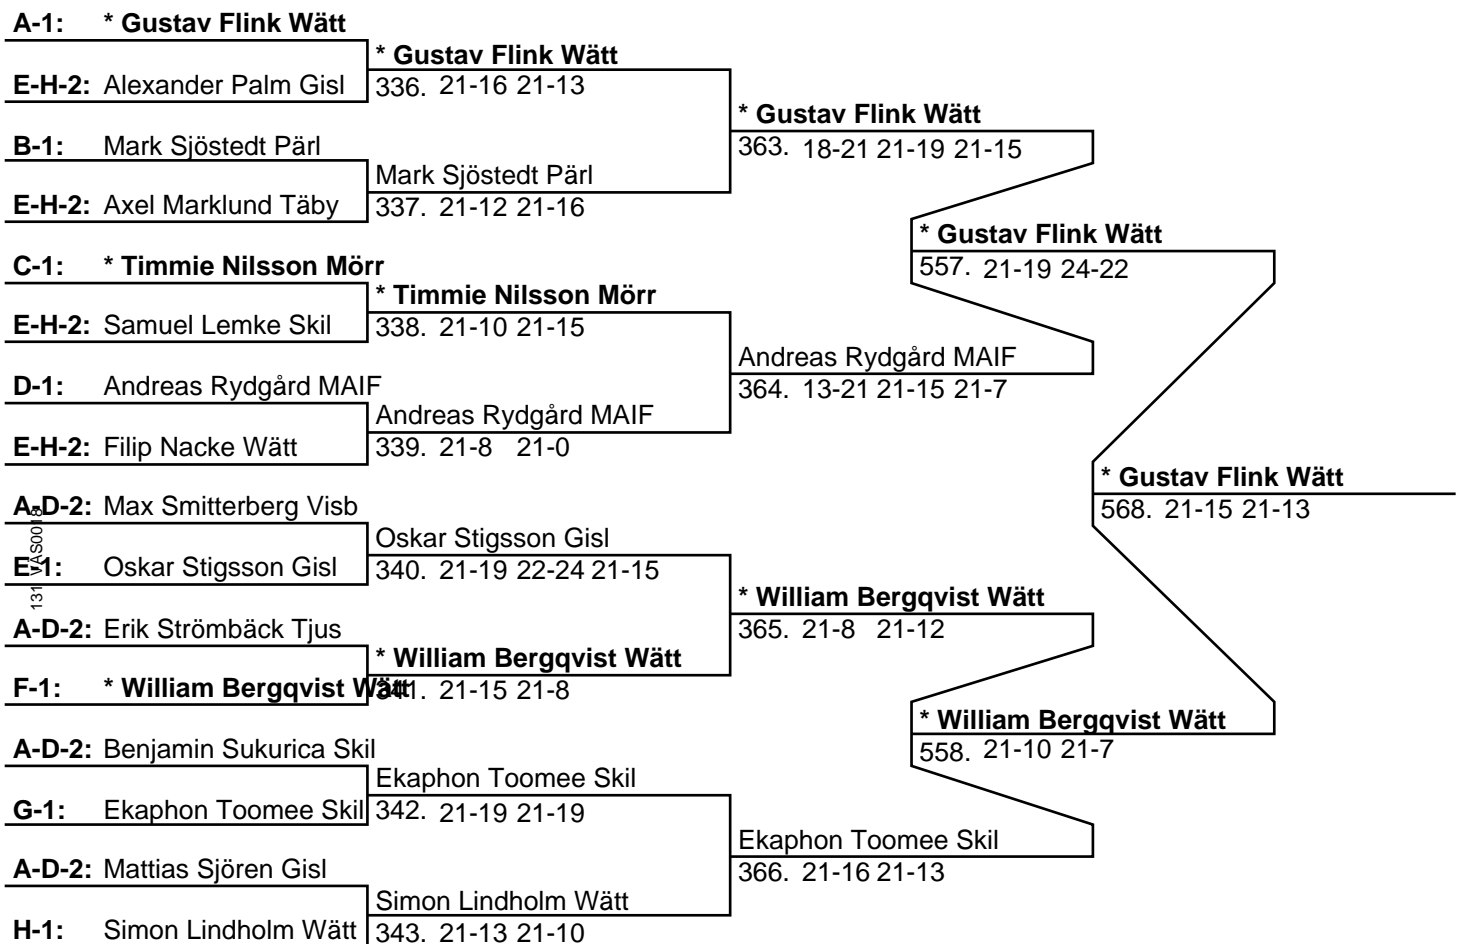 A-1: * Gustav Flink Wätt
* Gustav Flink Wätt
E-H-2: Alexander Palm Gisl
336. 21-16 21-13
* Gustav Flink Wätt
B-1: Mark Sjöstedt Pärl
363. 18-21 21-19 21-15
Mark Sjöstedt Pärl
E-H-2: Axel Marklund Täby
337. 21-12 21-16
* Gustav Flink Wätt
557. 21-19 24-22
C-1: * Timmie Nilsson Mörr
* Timmie Nilsson Mörr
E-H-2: Samuel Lemke Skil
338. 21-10 21-15
Andreas Rydgård MAIF
364. 13-21 21-15 21-7
D-1: Andreas Rydgård MAIF
Andreas Rydgård MAIF
E-H-2: Filip Nacke Wätt
339. 21-8 21-0
* Gustav Flink Wätt
568. 21-15 21-13
A-D-2: Max Smitterberg Visb
Oskar Stigsson Gisl
E-1: Oskar Stigsson Gisl
340. 21-19 22-24 21-15
131 VAS0018
* William Bergqvist Wätt
365. 21-8 21-12
A-D-2: Erik Strömbäck Tjus
* William Bergqvist Wätt
F-1: * William Bergqvist Wätt
341. 21-15 21-8
* William Bergqvist Wätt
558. 21-10 21-7
A-D-2: Benjamin Sukurica Skil
Ekaphon Toomee Skil
G-1: Ekaphon Toomee Skil
342. 21-19 21-19
Ekaphon Toomee Skil
366. 21-16 21-13
A-D-2: Mattias Sjören Gisl
Simon Lindholm Wätt
H-1: Simon Lindholm Wätt
343. 21-13 21-10